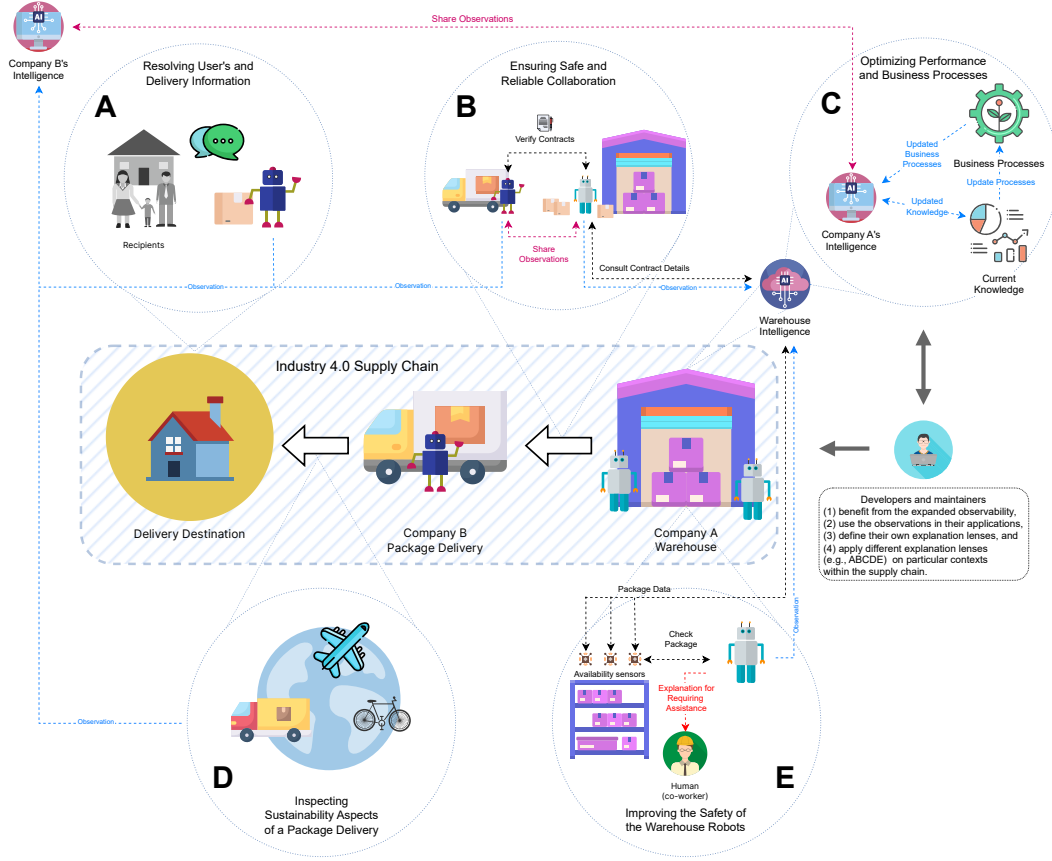 AI
Company B's
Intelligence
Share Observations
AI
Resolving User's and
Delivery Information
A
Recipients
Ensuring Safe and
Reliable Collaboration
B
Verify Contracts
Share
Observations
Consult Contract Details
Optimizing Performance
and Business Processes
C
Updated
Business
Processes
Business Processes
Update Processes
AI
Updated
Knowledge
Company A's
Intelligence
Current
Knowledge
Observation
Observation
Observation
AI
Warehouse
Intelligence
Industry 4.0 Supply Chain
Delivery Destination
Company B
Package Delivery
Company A
Warehouse
Developers and maintainers
(1) benefit from the expanded observability,
(2) use the observations in their applications,
(3) define their own explanation lenses, and
(4) apply different explanation lenses
(e.g., ABCDE) on particular contexts
within the supply chain.
Observation
D
Inspecting
Sustainability Aspects
of a Package Delivery
Package Data
Check
Package
Availability sensors
Explanation for
Requiring
Assistance
Observation
Human
(co-worker)
E
Improving the Safety of
the Warehouse Robots